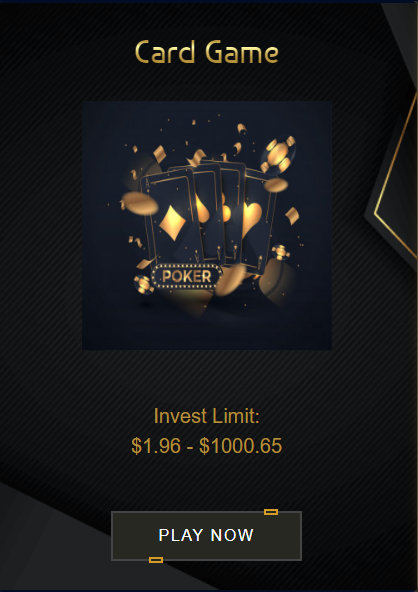 Card Game
POKER
Invest Limit:
$1.96 - $1000.65
PLAY NOW